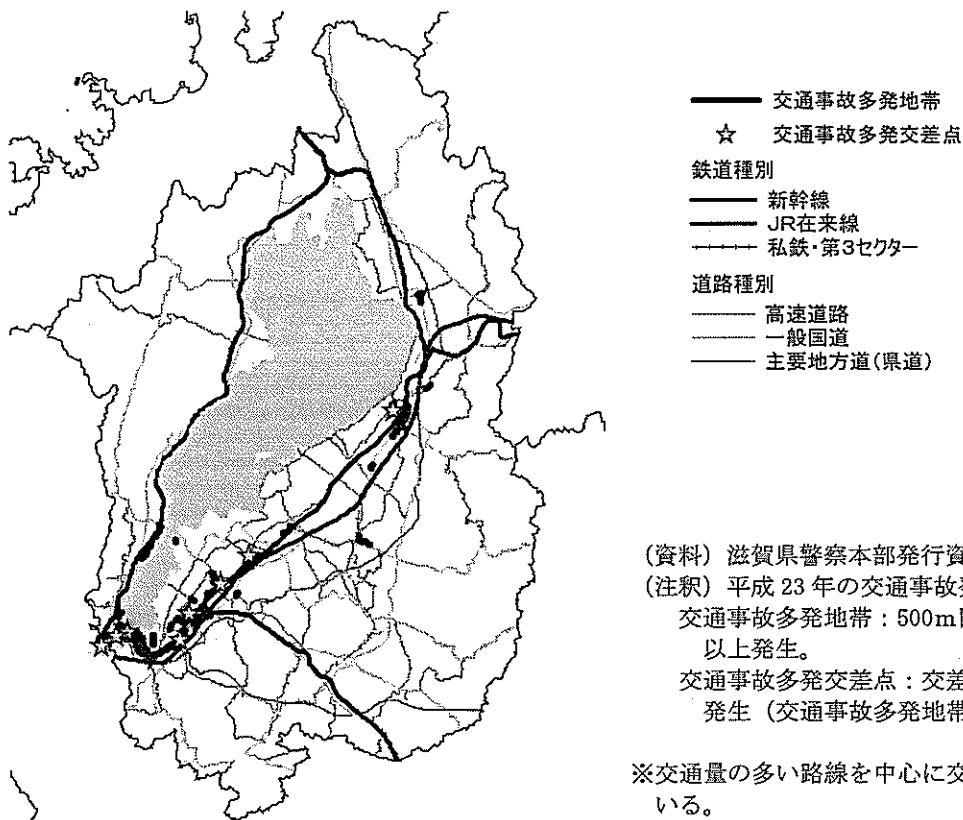 交通事故多発地帯
交通事故多発交差点
鉄道種別
新幹線
JR在来線
私鉄・第3セクター
道路種別
高速道路
一般国道
主要地方道(県道)
(資料) 滋賀県警察本部発行資
(注釈) 平成23年の交通事故発
交通事故多発地帯:500m
以上発生。
交通事故多発交差点:交差
発生(交通事故多発地帯
※交通量の多い路線を中心に交
いる。